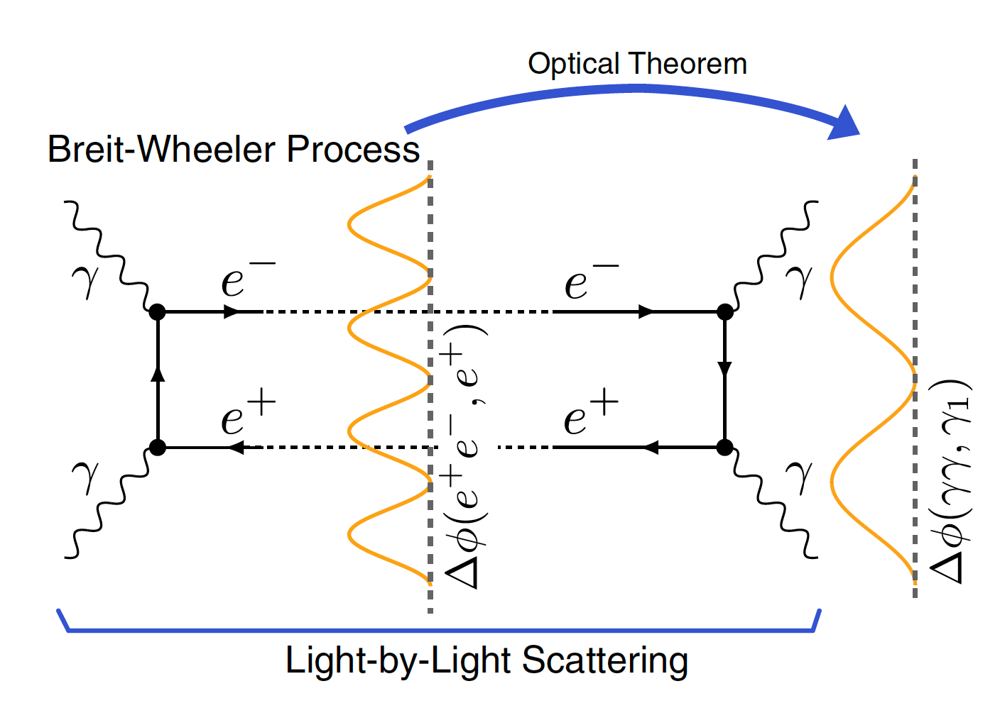 Optical Theorem
Breit-Wheeler Process
γ
e⁻
e⁻
γ
e⁺
e⁺
γ
γ
Δϕ(e⁺e⁻, e⁺)
Δϕ(γγ, γ₁)
Light-by-Light Scattering